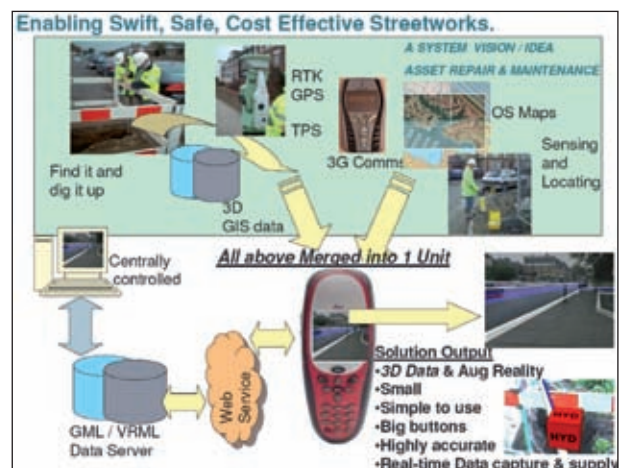 Enabling Swift, Safe, Cost Effective Streetworks.
A SYSTEM VISION / IDEA
ASSET REPAIR & MAINTENANCE
RTK
GPS
TPS
3G Comms
OS Maps
Sensing
and
Locating
Find it and
dig it up
3D
GIS data
Centrally
controlled
All above Merged into 1 Unit
Web
Service
GML / VRML
Data Server
Solution Output
•3D Data & Aug Reality
•Small
•Simple to use
•Big buttons
•Highly accurate
•Real-time Data capture & supply
HYD
HYD